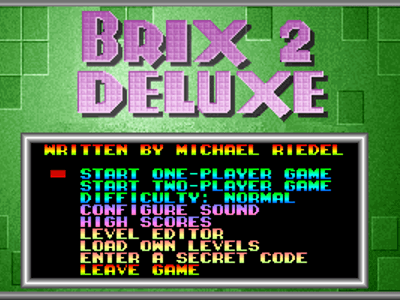 BRIX 2
DELUXE
WRITTEN BY MICHAEL RIEDEL
START ONE-PLAYER GAME
START TWO-PLAYER GAME
DIFFICULTY: NORMAL
CONFIGURE SOUND
HIGH SCORES
LEVEL EDITOR
LOAD OWN LEVELS
ENTER A SECRET CODE
LEAVE GAME